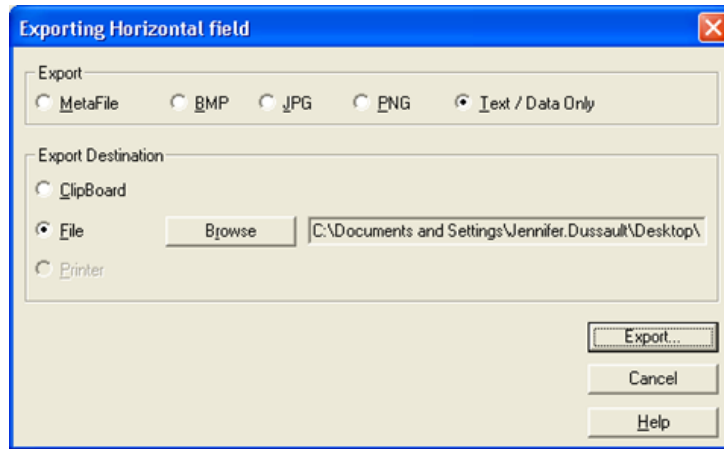 Exporting Horizontal field
Export
MetaFile BMP JPG PNG Text / Data Only
Export Destination
ClipBoard
File Browse C:\Documents and Settings\Jennifer.Dussault\Desktop\
Printer
Export...
Cancel
Help